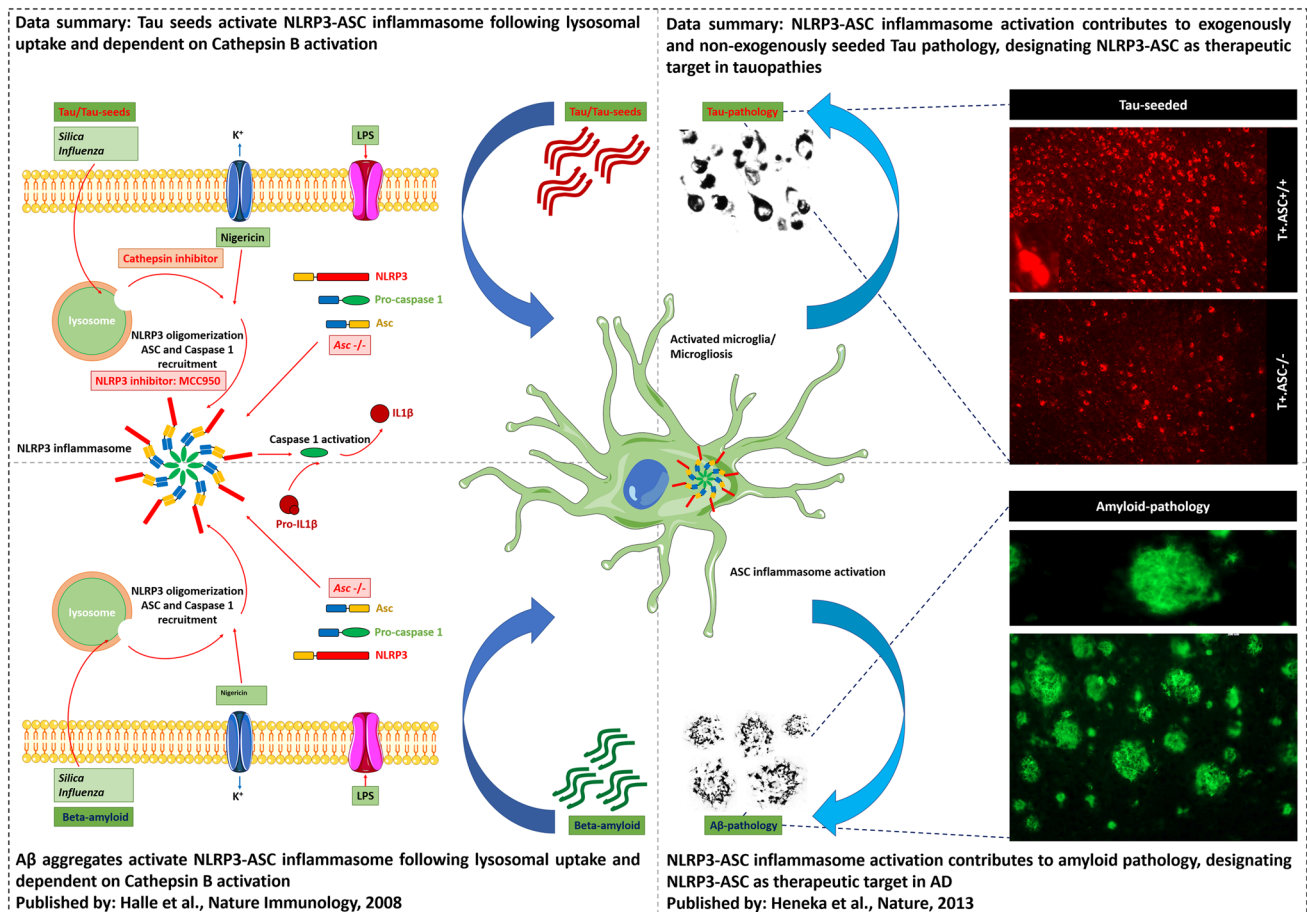 Data summary: Tau seeds activate NLRP3-ASC inflammasome following lysosomal
uptake and dependent on Cathepsin B activation
Tau/Tau-seeds
Silica
Influenza
K+
LPS
Nigericin
Cathepsin inhibitor
lysosome
NLRP3 oligomerization
ASC and Caspase 1
recruitment
NLRP3 inhibitor: MCC950
NLRP3
Pro-caspase 1
Asc
Asc -/-
NLRP3 inflammasome
Caspase 1 activation
IL1β
Pro-IL1β
Tau/Tau-seeds
Data summary: NLRP3-ASC inflammasome activation contributes to exogenously
and non-exogenously seeded Tau pathology, designating NLRP3-ASC as therapeutic
target in tauopathies
Tau-pathology
Activated microglia/
Microgliosis
Tau-seeded
T+.ASC+/+
T+.ASC-/-
lysosome
NLRP3 oligomerization
ASC and Caspase 1
recruitment
Asc -/-
Asc
Pro-caspase 1
NLRP3
Nigericin
Silica
Influenza
Beta-amyloid
K+
LPS
Beta-amyloid
Aβ aggregates activate NLRP3-ASC inflammasome following lysosomal uptake and
dependent on Cathepsin B activation
Published by: Halle et al., Nature Immunology, 2008
ASC inflammasome activation
Aβ-pathology
Amyloid-pathology
NLRP3-ASC inflammasome activation contributes to amyloid pathology, designating
NLRP3-ASC as therapeutic target in AD
Published by: Heneka et al., Nature, 2013